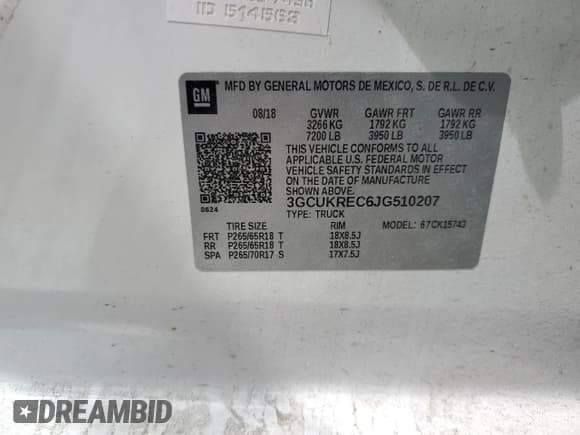 IID 5141562
GM
MFD BY GENERAL MOTORS DE MEXICO, S. DE R.L. DE C.V.
08/18 GVWR GAWR FRT GAWR RR
3266 KG 1792 KG 1792 KG
7200 LB 3950 LB 3950 LB
THIS VEHICLE CONFORMS TO ALL
APPLICABLE U.S. FEDERAL MOTOR
VEHICLE SAFETY STANDARDS IN EFFECT
ON THE DATE OF MANUFACTURE SHOWN ABOVE.
0624 3GCUKREC6JG510207
TYPE: TRUCK
TIRE SIZE RIM MODEL: 67CK15743
FRT P265/65R18 T 18X8.5J
RR P265/65R18 T 18X8.5J
SPA P265/70R17 S 17X7.5J
DREAMBID